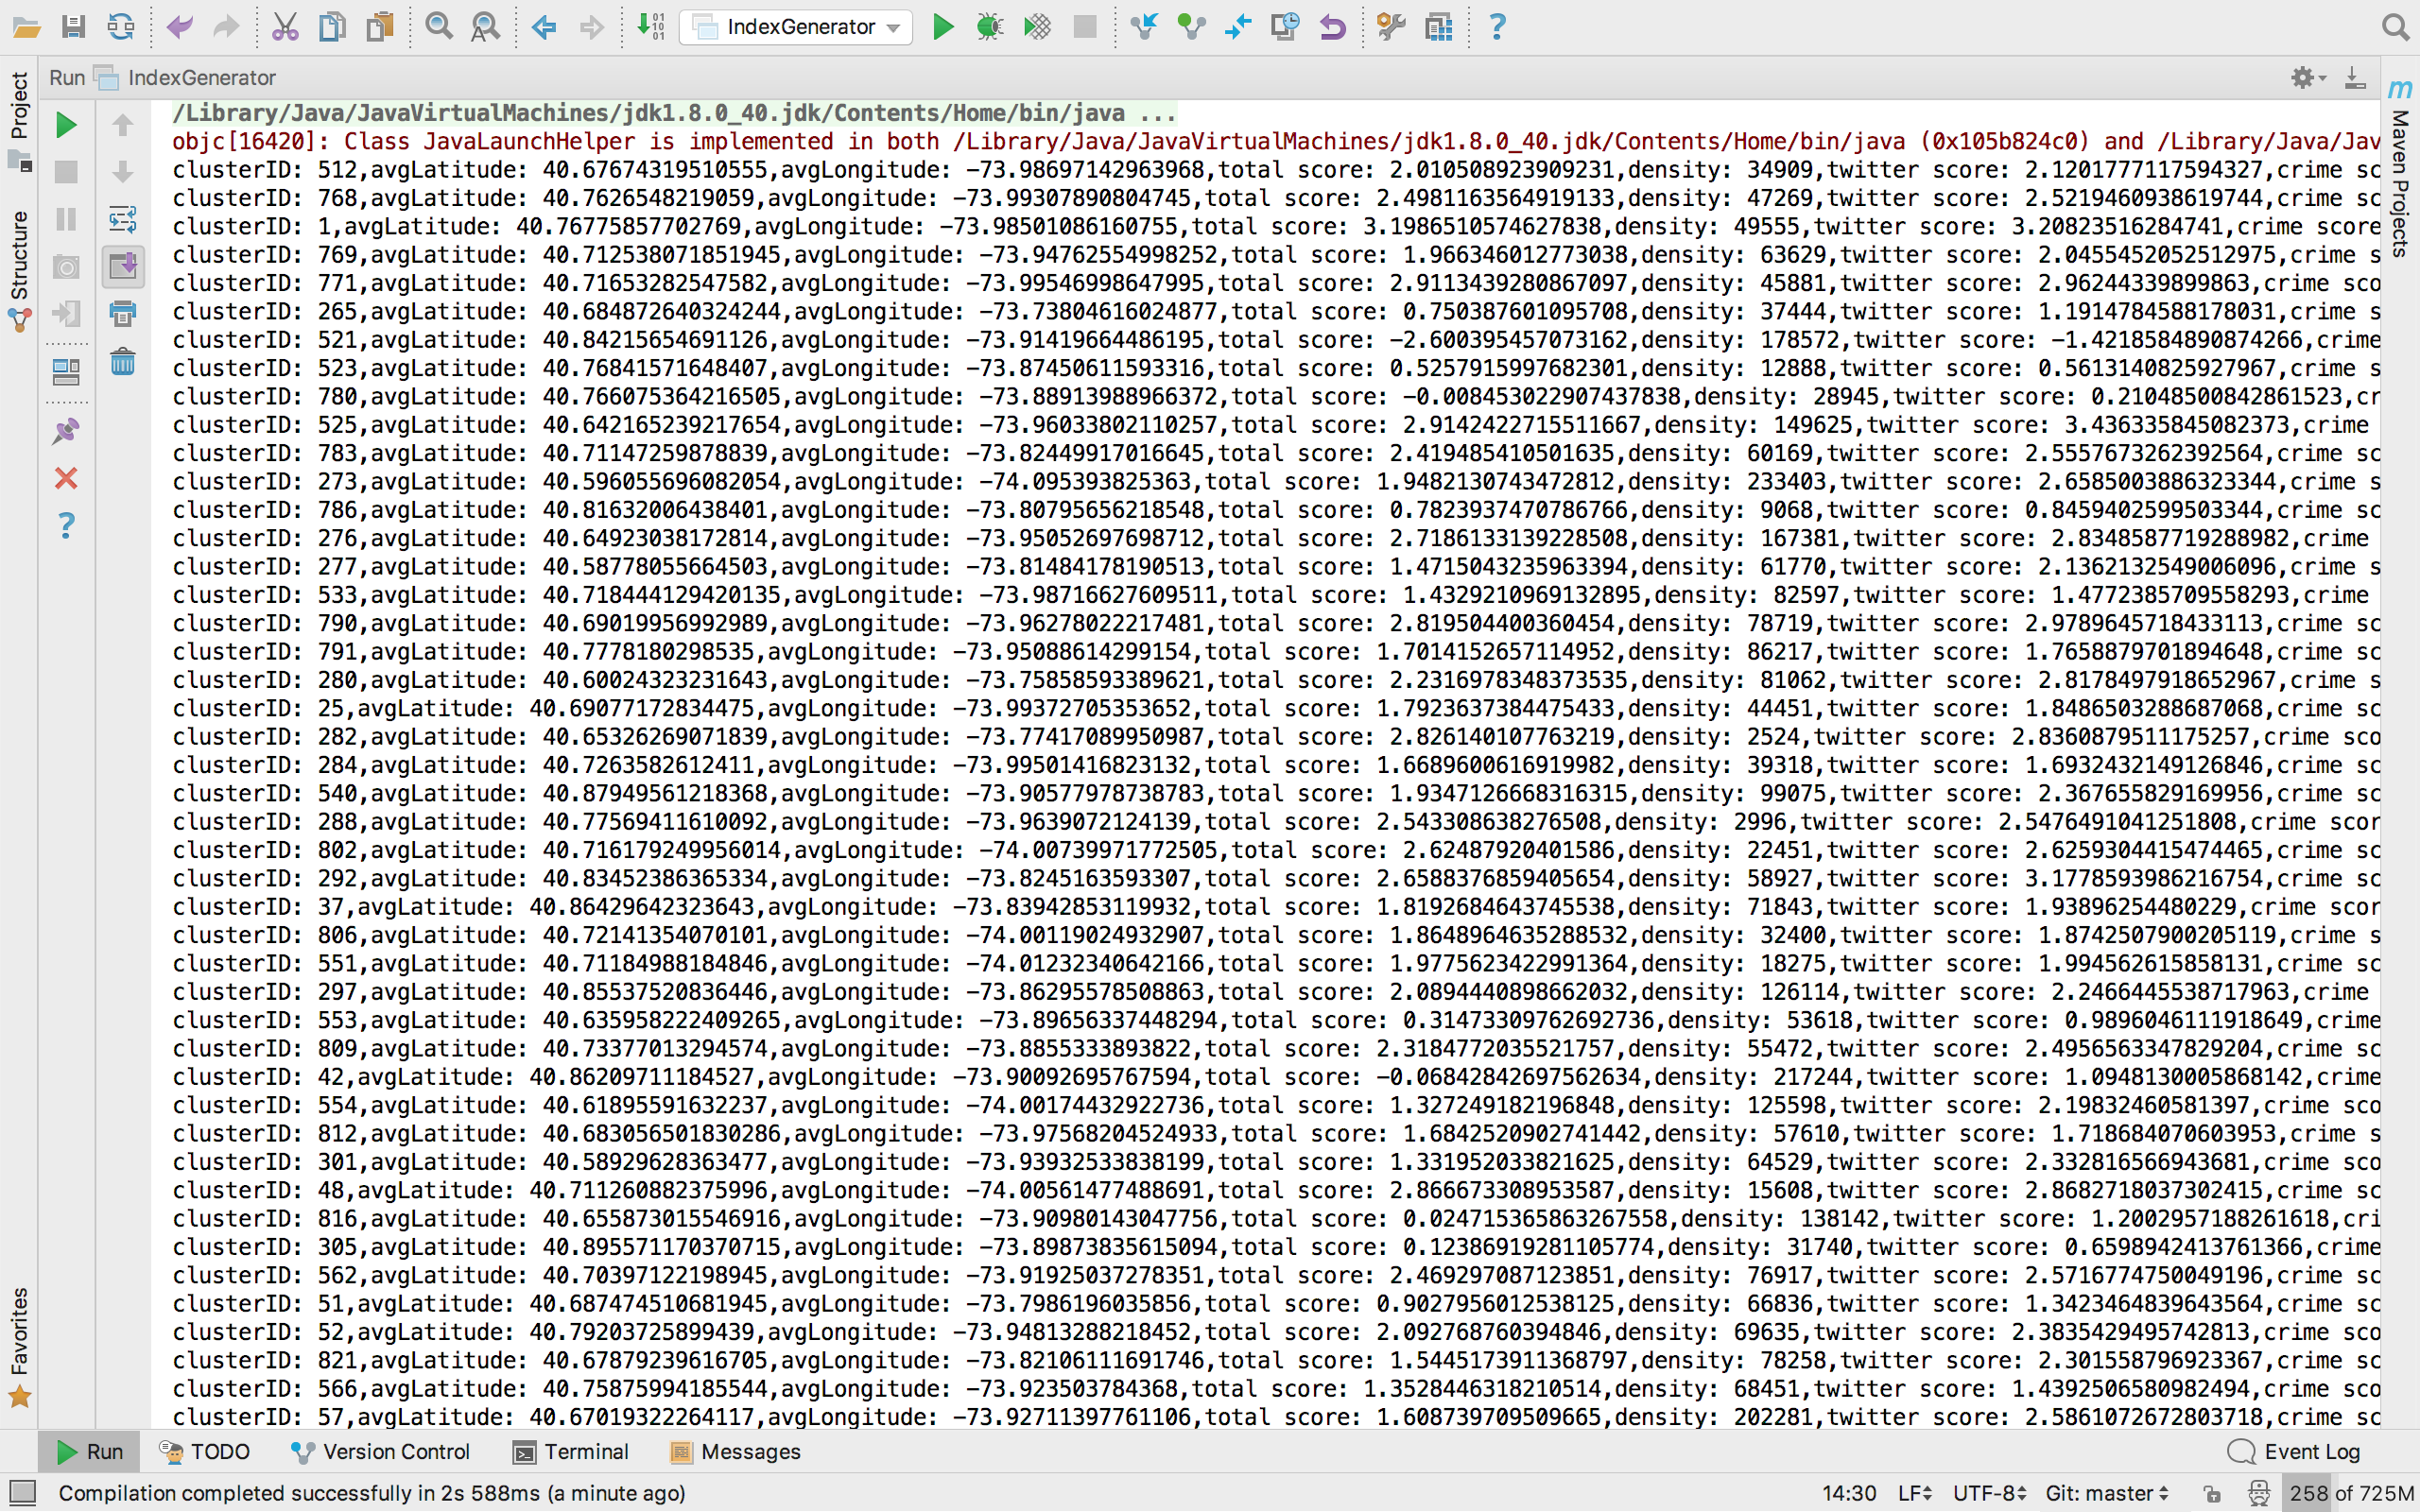 IndexGenerator
Run IndexGenerator
Project
Structure
Favorites
Maven Projects
/Library/Java/JavaVirtualMachines/jdk1.8.0_40.jdk/Contents/Home/bin/java ...
objc[16420]: Class JavaLaunchHelper is implemented in both /Library/Java/JavaVirtualMachines/jdk1.8.0_40.jdk/Contents/Home/bin/java (0x105b824c0) and /Library/Java/Jav
clusterID: 512,avgLatitude: 40.67674319510555,avgLongitude: -73.98697142963968,total score: 2.010508923909231,density: 34909,twitter score: 2.1201777117594327,crime sc
clusterID: 768,avgLatitude: 40.7626548219059,avgLongitude: -73.99307890804745,total score: 2.4981163564919133,density: 47269,twitter score: 2.5219460938619744,crime sc
clusterID: 1,avgLatitude: 40.76775857702769,avgLongitude: -73.98501086160755,total score: 3.1986510574627838,density: 49555,twitter score: 3.20823516284741,crime score
clusterID: 769,avgLatitude: 40.712538071851945,avgLongitude: -73.94762554998252,total score: 1.966346012773038,density: 63629,twitter score: 2.0455452052512975,crime s
clusterID: 771,avgLatitude: 40.71653282547582,avgLongitude: -73.99546998647995,total score: 2.9113439280867097,density: 45881,twitter score: 2.96244339899863,crime sco
clusterID: 265,avgLatitude: 40.684872640324244,avgLongitude: -73.73804616024877,total score: 0.750387601095708,density: 37444,twitter score: 1.1914784588178031,crime s
clusterID: 521,avgLatitude: 40.84215654691126,avgLongitude: -73.91419664486195,total score: -2.600395457073162,density: 178572,twitter score: -1.4218584890874266,crime
clusterID: 523,avgLatitude: 40.76841571648407,avgLongitude: -73.87450611593316,total score: 0.5257915997682301,density: 12888,twitter score: 0.5613140825927967,crime s
clusterID: 780,avgLatitude: 40.766075364216505,avgLongitude: -73.88913988966372,total score: -0.008453022907437838,density: 28945,twitter score: 0.21048500842861523,cr
clusterID: 525,avgLatitude: 40.642165239217654,avgLongitude: -73.96033802110257,total score: 2.9142422715511667,density: 149625,twitter score: 3.436335845082373,crime
clusterID: 783,avgLatitude: 40.71147259878839,avgLongitude: -73.82449917016645,total score: 2.419485410501635,density: 60169,twitter score: 2.5557673262392564,crime sc
clusterID: 273,avgLatitude: 40.596055696082054,avgLongitude: -74.095393825363,total score: 1.9482130743472812,density: 233403,twitter score: 2.6585003886323344,crime s
clusterID: 786,avgLatitude: 40.81632006438401,avgLongitude: -73.80795656218548,total score: 0.7823937470786766,density: 9068,twitter score: 0.8459402599503344,crime sc
clusterID: 276,avgLatitude: 40.64923038172814,avgLongitude: -73.95052697698712,total score: 2.7186133139228508,density: 167381,twitter score: 2.8348587719288982,crime
clusterID: 277,avgLatitude: 40.58778055664503,avgLongitude: -73.81484178190513,total score: 1.4715043235963394,density: 61770,twitter score: 2.1362132549006096,crime s
clusterID: 533,avgLatitude: 40.718444129420135,avgLongitude: -73.98716627609511,total score: 1.4329210969132895,density: 82597,twitter score: 1.4772385709558293,crime
clusterID: 790,avgLatitude: 40.69019956992989,avgLongitude: -73.96278022217481,total score: 2.819504400360454,density: 78719,twitter score: 2.9789645718433113,crime sc
clusterID: 791,avgLatitude: 40.7778180298535,avgLongitude: -73.95088614299154,total score: 1.7014152657114952,density: 86217,twitter score: 1.7658879701894648,crime sc
clusterID: 280,avgLatitude: 40.60024323231643,avgLongitude: -73.75858593389621,total score: 2.2316978348373535,density: 81062,twitter score: 2.8178497918652967,crime s
clusterID: 25,avgLatitude: 40.69077172834475,avgLongitude: -73.99372705353652,total score: 1.7923637384475433,density: 44451,twitter score: 1.8486503288687068,crime sc
clusterID: 282,avgLatitude: 40.65326269071839,avgLongitude: -73.77417089950987,total score: 2.826140107763219,density: 2524,twitter score: 2.8360879511175257,crime sco
clusterID: 284,avgLatitude: 40.7263582612411,avgLongitude: -73.99501416823132,total score: 1.6689600616919982,density: 39318,twitter score: 1.6932432149126846,crime sc
clusterID: 540,avgLatitude: 40.87949561218368,avgLongitude: -73.90577978738783,total score: 1.9347126668316315,density: 99075,twitter score: 2.367655829169956,crime sc
clusterID: 288,avgLatitude: 40.77569411610092,avgLongitude: -73.9639072124139,total score: 2.543308638276508,density: 2996,twitter score: 2.5476491041251808,crime scor
clusterID: 802,avgLatitude: 40.716179249956014,avgLongitude: -74.00739971772505,total score: 2.62487920401586,density: 22451,twitter score: 2.6259304415474465,crime sc
clusterID: 292,avgLatitude: 40.83452386365334,avgLongitude: -73.8245163593307,total score: 2.6588376859405654,density: 58927,twitter score: 3.1778593986216754,crime sc
clusterID: 37,avgLatitude: 40.86429642323643,avgLongitude: -73.83942853119932,total score: 1.8192684643745538,density: 71843,twitter score: 1.93896254480229,crime scor
clusterID: 806,avgLatitude: 40.72141354070101,avgLongitude: -74.00119024932907,total score: 1.8648964635288532,density: 32400,twitter score: 1.8742507900205119,crime s
clusterID: 551,avgLatitude: 40.71184988184846,avgLongitude: -74.01232340642166,total score: 1.9775623422991364,density: 18275,twitter score: 1.994562615858131,crime sc
clusterID: 297,avgLatitude: 40.85537520836446,avgLongitude: -73.86295578508863,total score: 2.0894440898662032,density: 126114,twitter score: 2.2466445538717963,crime
clusterID: 553,avgLatitude: 40.635958222409265,avgLongitude: -73.89656337448294,total score: 0.31473309762692736,density: 53618,twitter score: 0.9896046111918649,crime
clusterID: 809,avgLatitude: 40.73377013294574,avgLongitude: -73.8855333893822,total score: 2.3184772035521757,density: 55472,twitter score: 2.4956563347829204,crime sc
clusterID: 42,avgLatitude: 40.86209711184527,avgLongitude: -73.90092695767594,total score: -0.06842842697562634,density: 217244,twitter score: 1.0948130005868142,crime
clusterID: 554,avgLatitude: 40.61895591632237,avgLongitude: -74.00174432922736,total score: 1.327249182196848,density: 125598,twitter score: 2.19832460581397,crime sco
clusterID: 812,avgLatitude: 40.683056501830286,avgLongitude: -73.97568204524933,total score: 1.6842520902741442,density: 57610,twitter score: 1.718684070603953,crime s
clusterID: 301,avgLatitude: 40.58929628363477,avgLongitude: -73.93932533838199,total score: 1.331952033821625,density: 64529,twitter score: 2.332816566943681,crime sco
clusterID: 48,avgLatitude: 40.711260882375996,avgLongitude: -74.00561477488691,total score: 2.866673308953587,density: 15608,twitter score: 2.8682718037302415,crime sc
clusterID: 816,avgLatitude: 40.655873015546916,avgLongitude: -73.90980143047756,total score: 0.024715365863267558,density: 138142,twitter score: 1.2002957188261618,cri
clusterID: 305,avgLatitude: 40.895571170370715,avgLongitude: -73.89873835615094,total score: 0.12386919281105774,density: 31740,twitter score: 0.6598942413761366,crime
clusterID: 562,avgLatitude: 40.70397122198945,avgLongitude: -73.91925037278351,total score: 2.469297087123851,density: 76917,twitter score: 2.5716774750049196,crime sc
clusterID: 51,avgLatitude: 40.687474510681945,avgLongitude: -73.7986196035856,total score: 0.9027956012538125,density: 66836,twitter score: 1.3423464839643564,crime sc
clusterID: 52,avgLatitude: 40.79203725899439,avgLongitude: -73.94813288218452,total score: 2.092768760394846,density: 69635,twitter score: 2.3835429495742813,crime sco
clusterID: 821,avgLatitude: 40.67879239616705,avgLongitude: -73.82106111691746,total score: 1.5445173911368797,density: 78258,twitter score: 2.301558796923367,crime sc
clusterID: 566,avgLatitude: 40.75875994185544,avgLongitude: -73.923503784368,total score: 1.3528446318210514,density: 68451,twitter score: 1.4392506580982494,crime sco
clusterID: 57,avgLatitude: 40.67019322264117,avgLongitude: -73.92711397761106,total score: 1.608739709509665,density: 202281,twitter score: 2.5861072672803718,crime sc
Run TODO Version Control Terminal Messages Event Log
Compilation completed successfully in 2s 588ms (a minute ago) 14:30 LF UTF-8 Git: master 258 of 725M